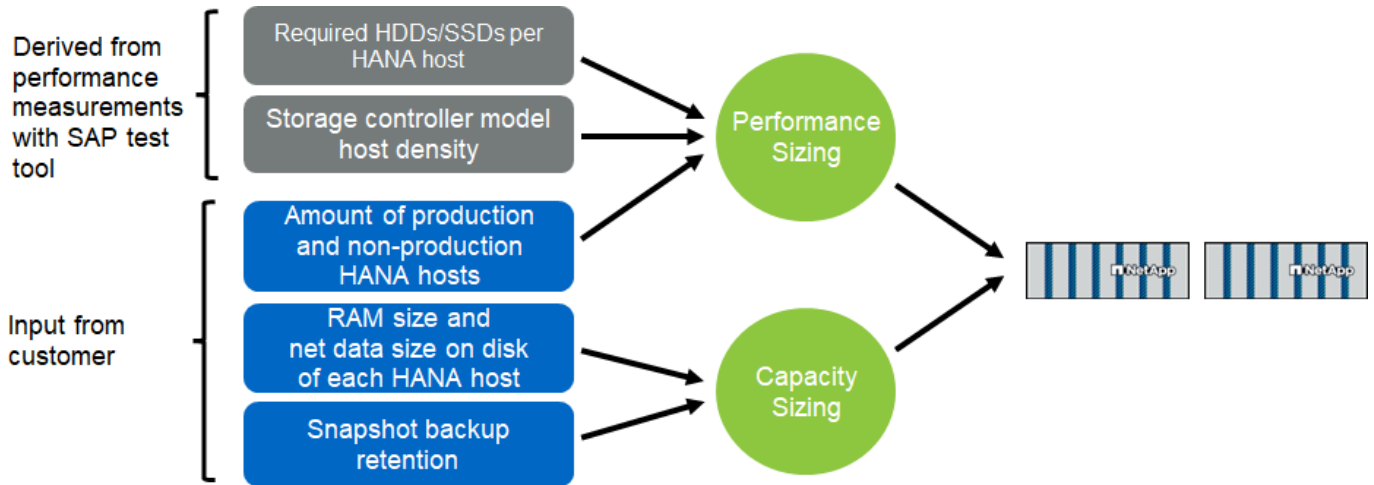 Derived from
performance
measurements
with SAP test
tool
Required HDDs/SSDs per
HANA host
Storage controller model
host density
Performance
Sizing
Input from
customer
Amount of production
and non-production
HANA hosts
RAM size and
net data size on disk
of each HANA host
Snapshot backup
retention
Capacity
Sizing
NetApp
NetApp